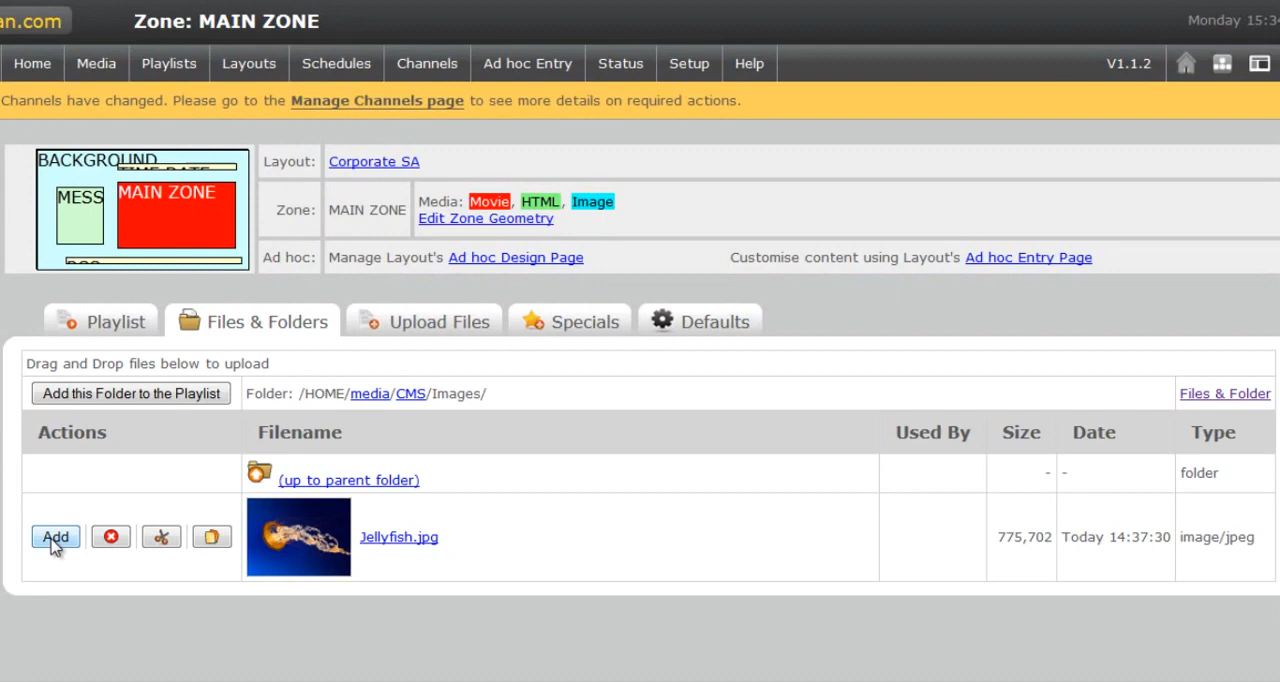 an.com
Zone: MAIN ZONE
Monday 15:34
Home
Media
Playlists
Layouts
Schedules
Channels
Ad hoc Entry
Status
Setup
Help
V1.1.2
Channels have changed. Please go to the Manage Channels page to see more details on required actions.
BACKGROUND
TIME DATE
MESS
MAIN ZONE
Layout:
Corporate SA
Zone:
MAIN ZONE
Media: Movie, HTML, Image
Edit Zone Geometry
Ad hoc:
Manage Layout's Ad hoc Design Page
Customise content using Layout's Ad hoc Entry Page
Playlist
Files & Folders
Upload Files
Specials
Defaults
Drag and Drop files below to upload
Add this Folder to the Playlist
Folder: /HOME/media/CMS/Images/
Files & Folder
Actions
Filename
Used By
Size
Date
Type
(up to parent folder)
-
-
folder
Add
Jellyfish.jpg
775,702
Today 14:37:30
image/jpeg